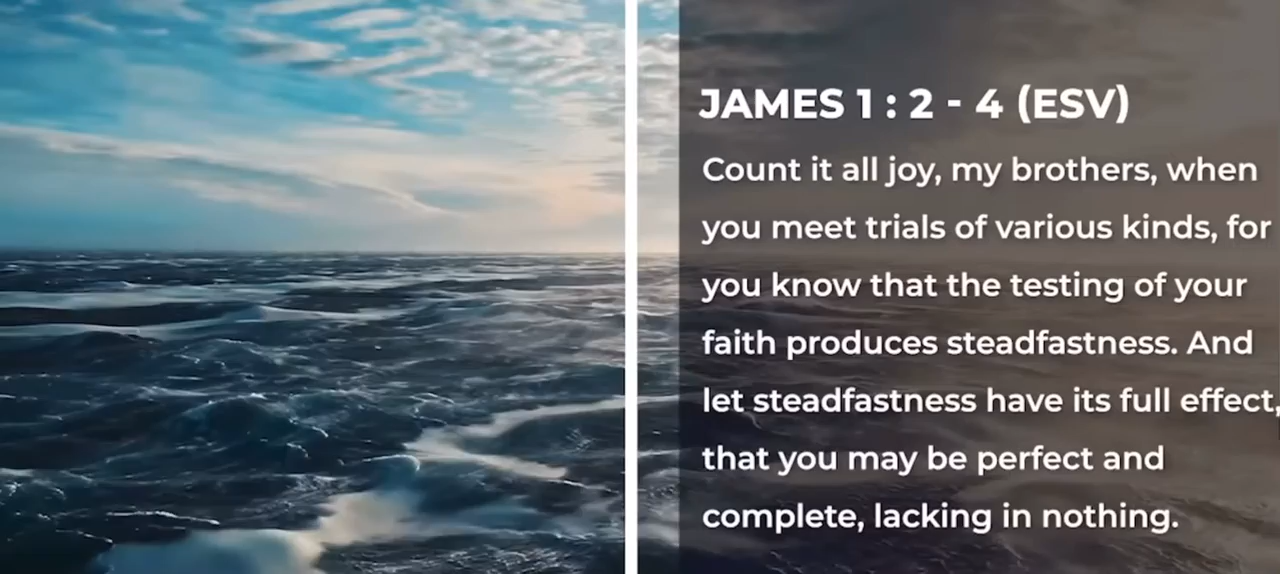 JAMES 1 : 2 - 4 (ESV)
Count it all joy, my brothers, when
you meet trials of various kinds, for
you know that the testing of your
faith produces steadfastness. And
let steadfastness have its full effect,
that you may be perfect and
complete, lacking in nothing.